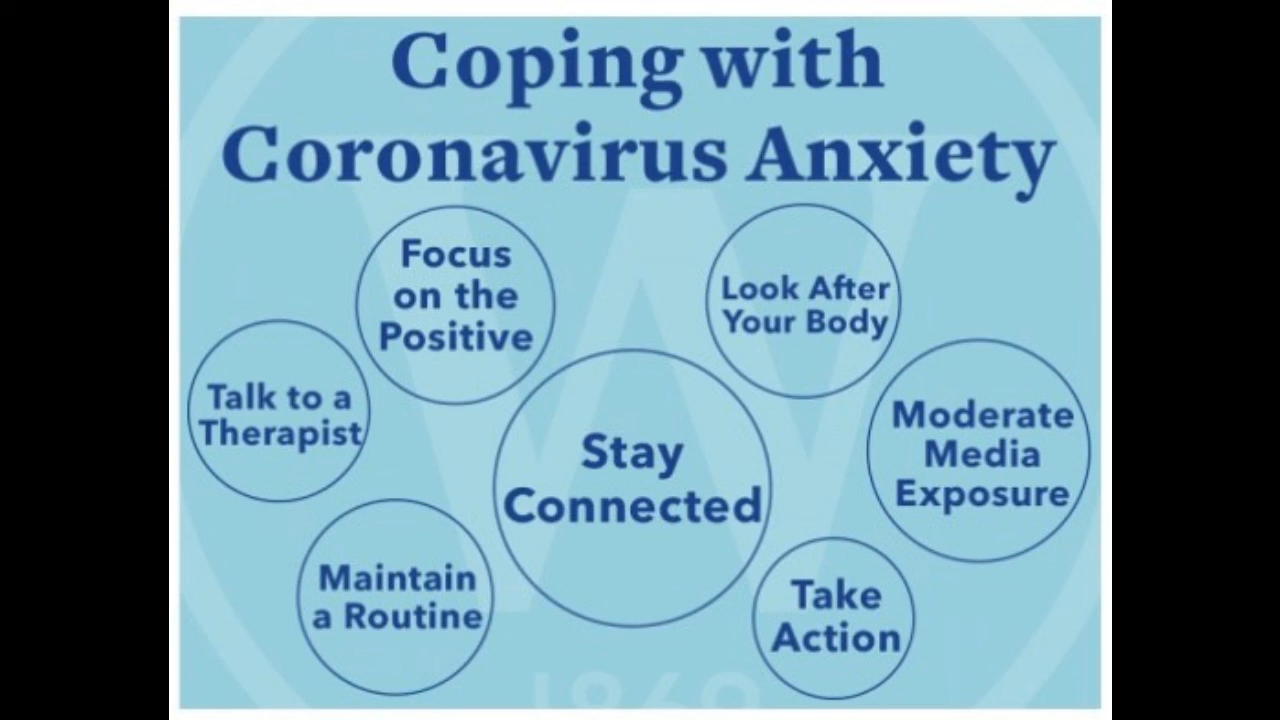 Coping with
Coronavirus Anxiety
Focus
on the
Positive
Look After
Your Body
Talk to a
Therapist
Stay
Connected
Moderate
Media
Exposure
Maintain
a Routine
Take
Action